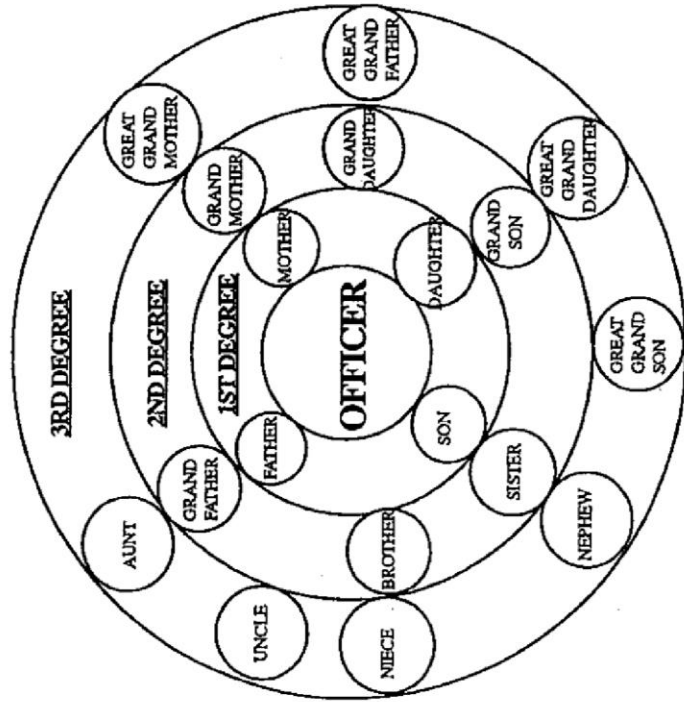 3RD DEGREE
AUNT
GREAT
GRAND
MOTHER
2ND DEGREE
GRAND
FATHER
GRAND
MOTHER
1ST DEGREE
UNCLE
FATHER
MOTHER
OFFICER
NIECE
BROTHER
GRAND
DAUGHTER
GREAT
GRAND
FATHER
SON
DAUGHTER
SISTER
GRAND
SON
NEPHEW
GREAT
GRAND
DAUGHTER
GREAT
GRAND
SON